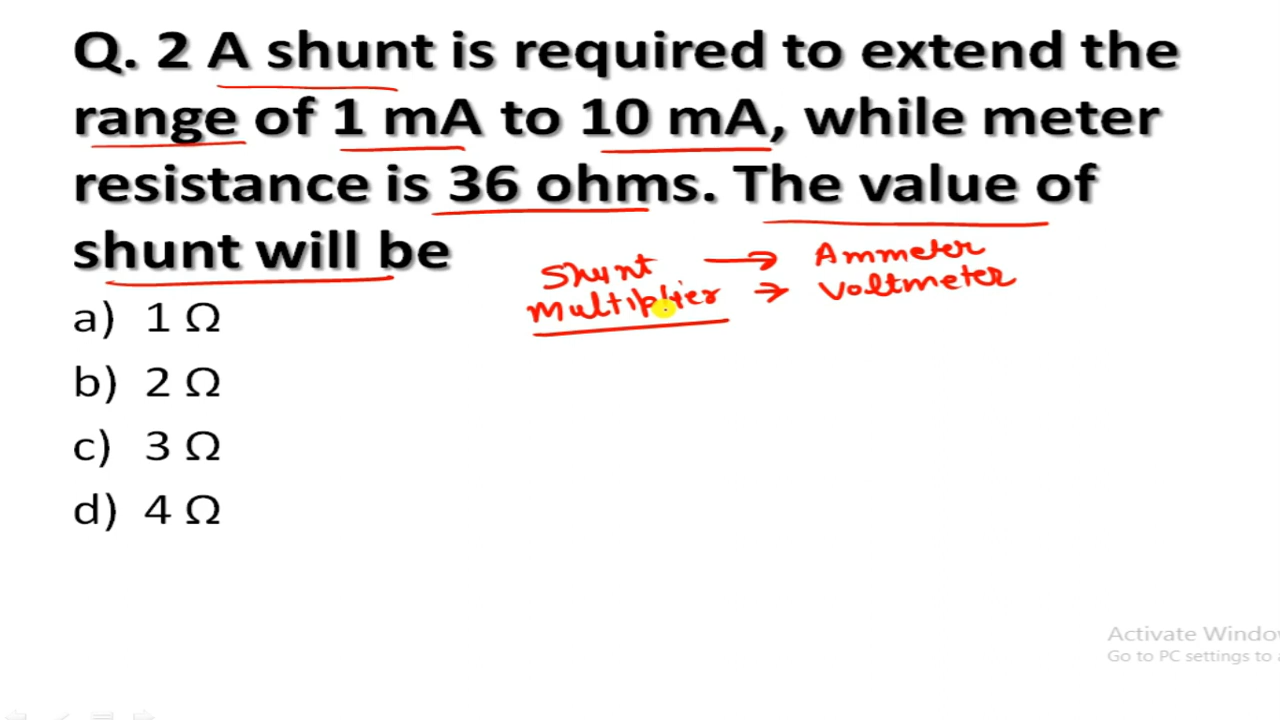 Q. 2 A shunt is required to extend the
range of 1 mA to 10 mA, while meter
resistance is 36 ohms. The value of
shunt will be
Shunt → Ammeter
Multiplier → Voltmeter
a) 1 Ω
b) 2 Ω
c) 3 Ω
d) 4 Ω
Activate Windo
Go to PC settings to a